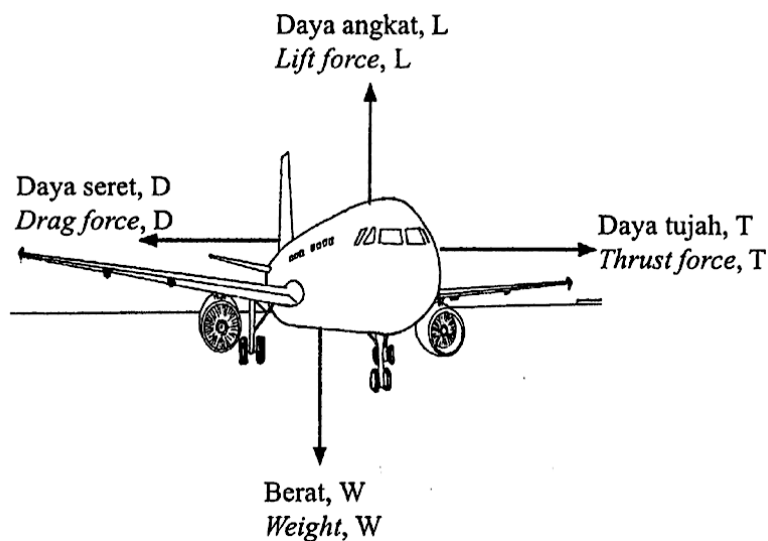 Daya angkat, L
Lift force, L
Daya seret, D
Drag force, D
Daya tujah, T
Thrust force, T
Berat, W
Weight, W